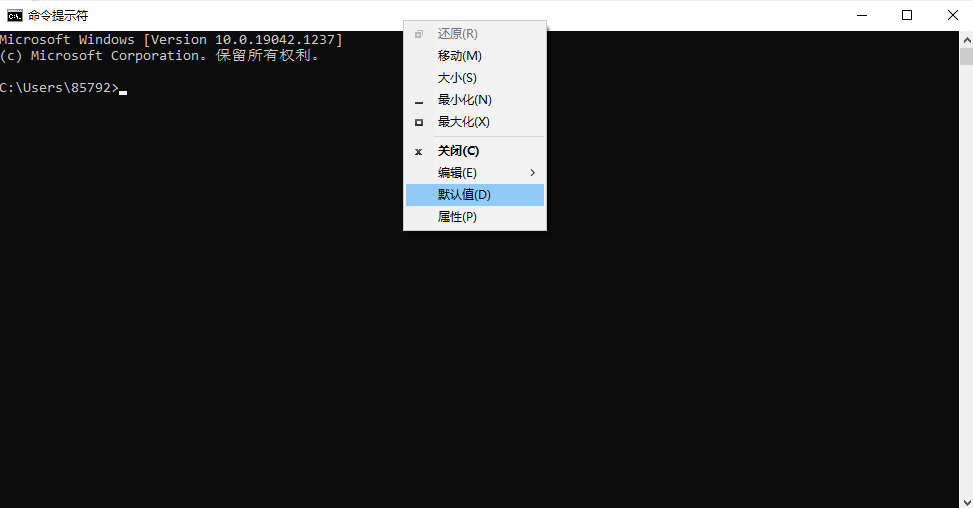 命令提示符
Microsoft Windows [Version 10.0.19042.1237]
(c) Microsoft Corporation。保留所有权利。
C:\Users\85792>
还原(R)
移动(M)
大小(S)
最小化(N)
最大化(X)
关闭(C)
编辑(E)
默认值(D)
属性(P)